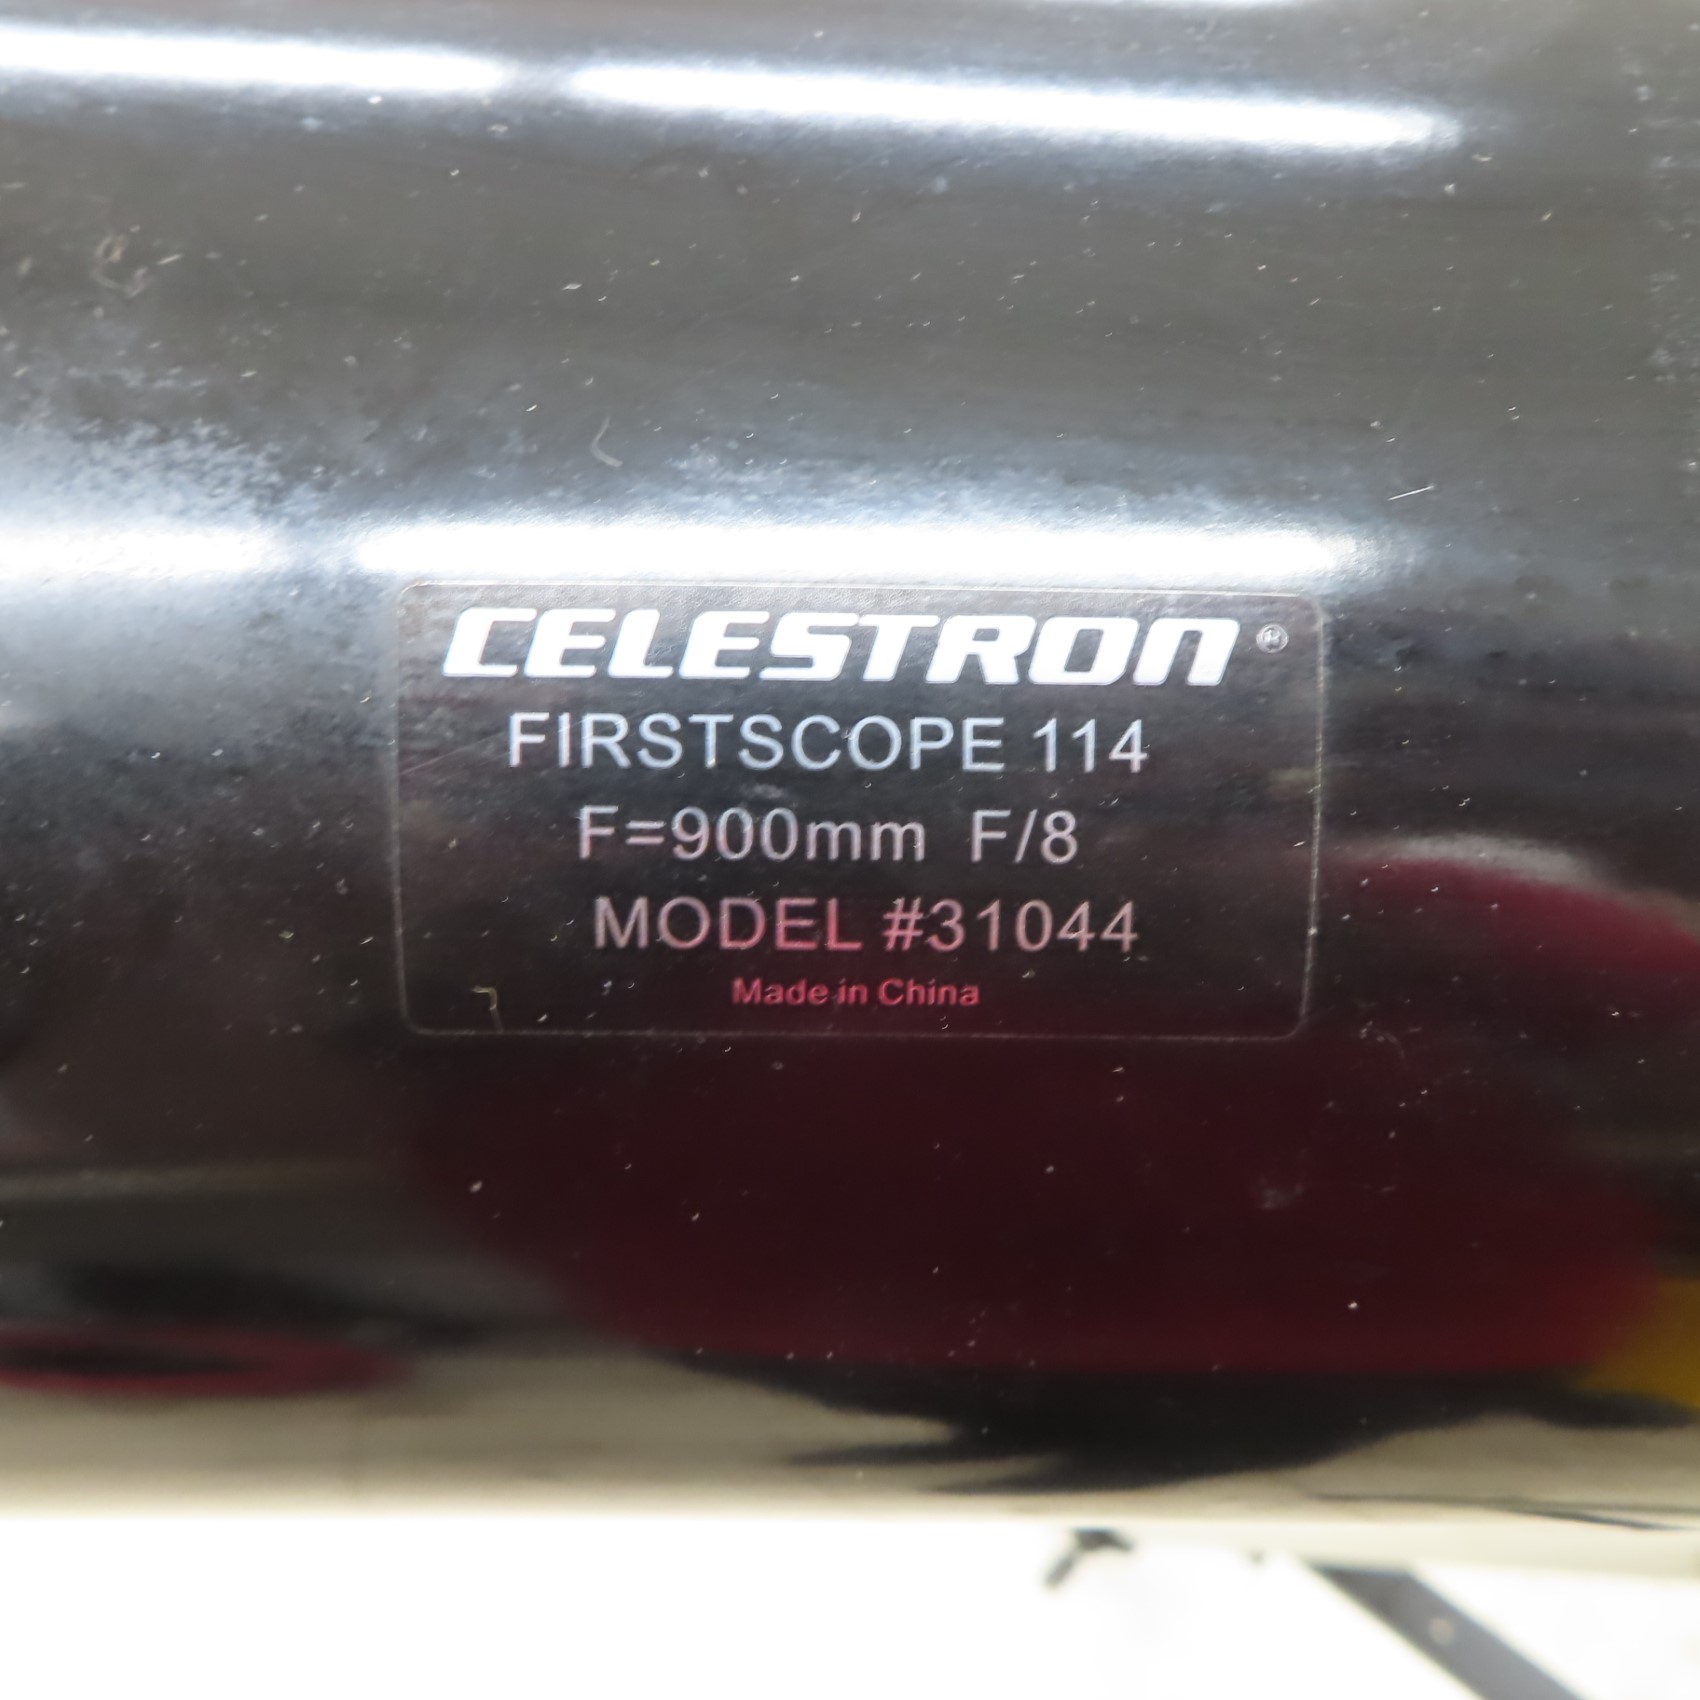 CELESTRON®
FIRSTSCOPE 114
F=900mm F/8
MODEL #31044
Made in China